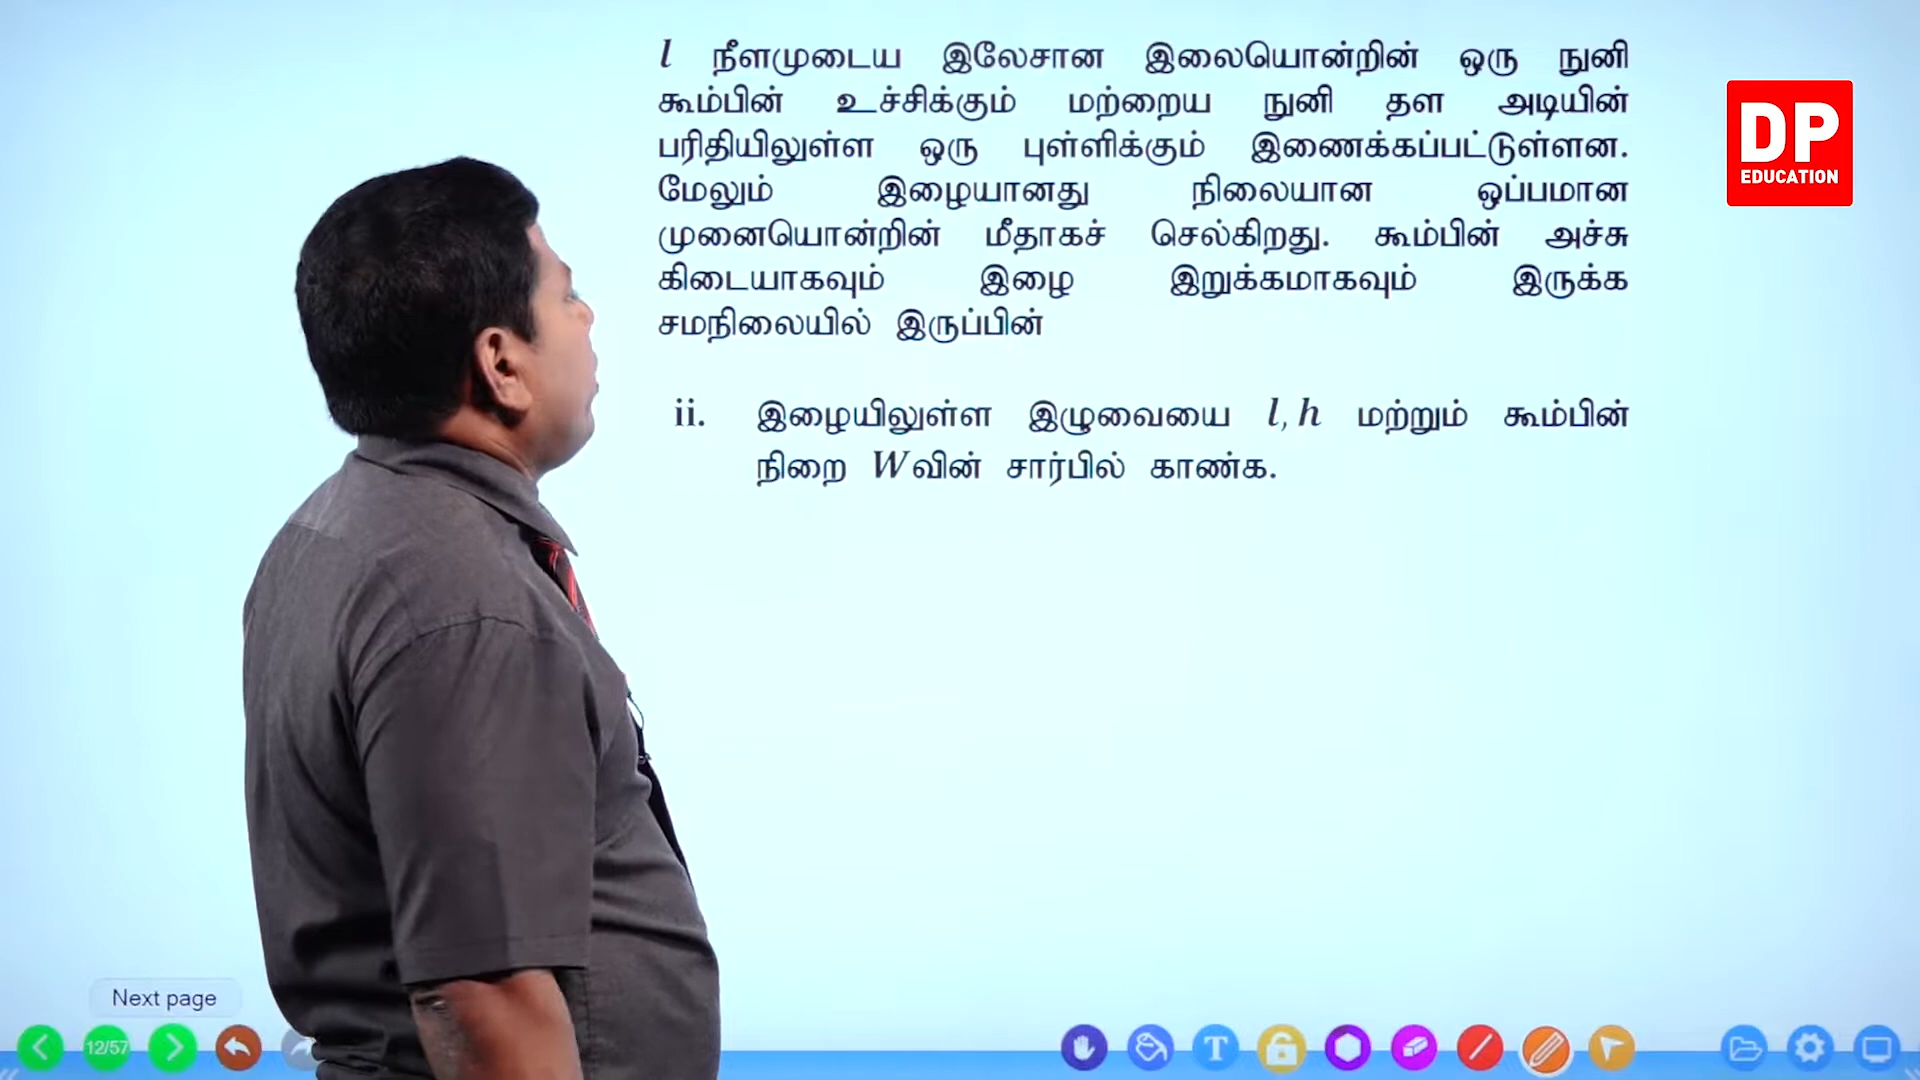 l நீளமுடைய இலேசான இலையொன்றின் ஒரு நுனி
கூம்பின் உச்சிக்கும் மற்றைய நுனி தள அடியின்
பரிதியிலுள்ள ஒரு புள்ளிக்கும் இணைக்கப்பட்டுள்ளன.
மேலும் இழையானது நிலையான ஒப்பமான
முனையொன்றின் மீதாகச் செல்கிறது. கூம்பின் அச்சு
கிடையாகவும் இழை இறுக்கமாகவும் இருக்க
சமநிலையில் இருப்பின்
ii. இழையிலுள்ள இழுவையை l, h மற்றும் கூம்பின்
நிறை Wவின் சார்பில் காண்க.
DP
EDUCATION
Next page
12/57
T